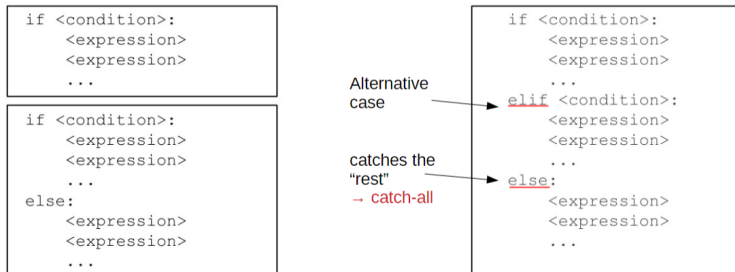 if <condition>:
<expression>
<expression>
...
if <condition>:
<expression>
<expression>
...
else:
<expression>
<expression>
...
Alternative
case
catches the
“rest”
→ catch-all
if <condition>:
<expression>
<expression>
...
elif <condition>:
<expression>
<expression>
...
else:
<expression>
<expression>
...